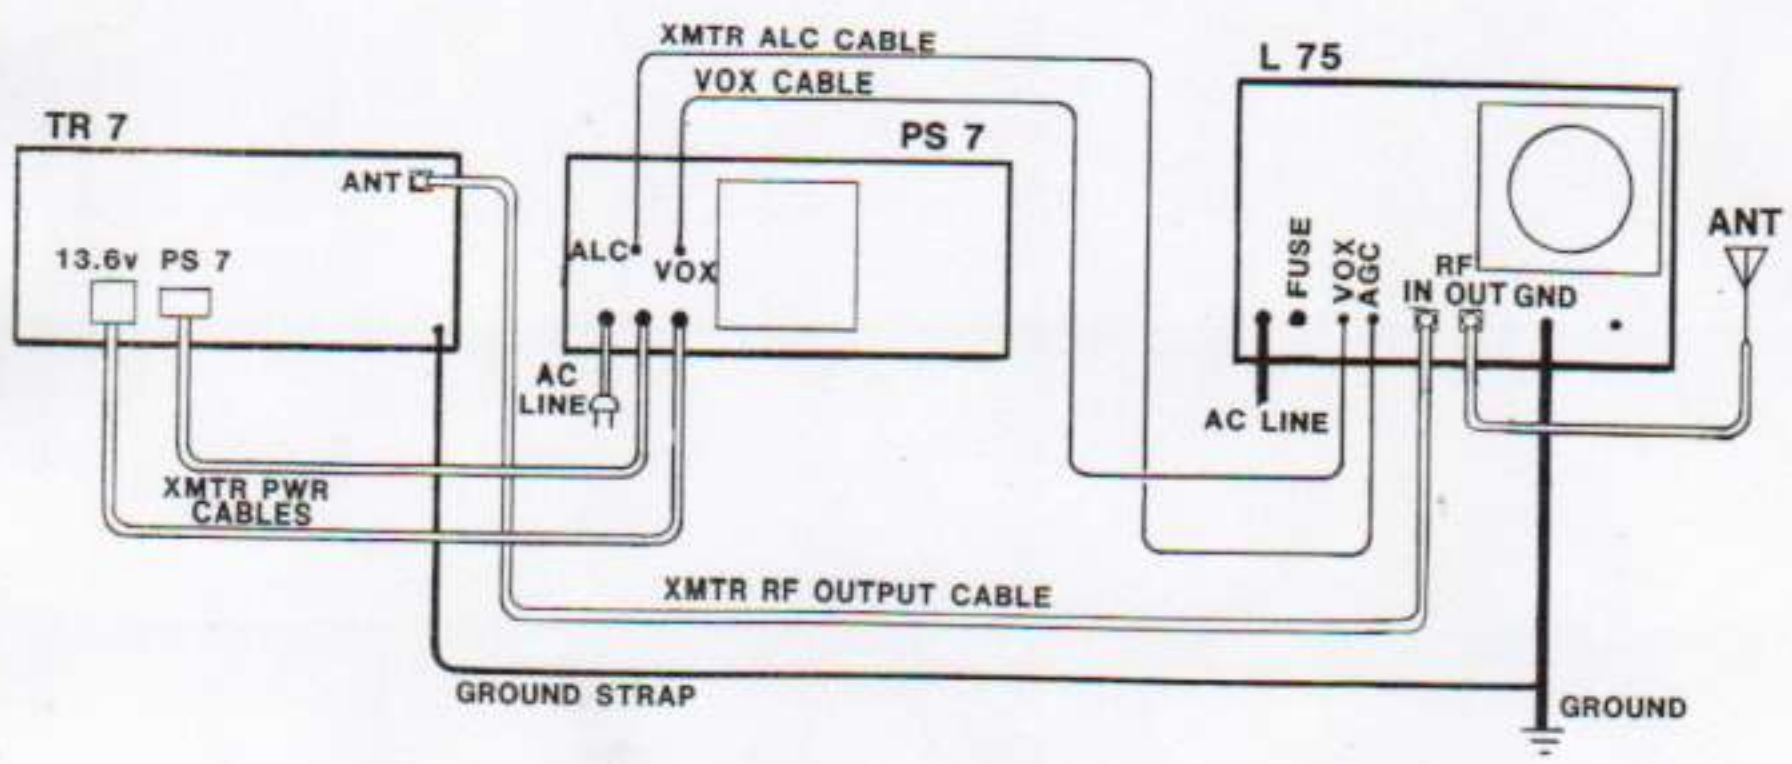 XMTR ALC CABLE
VOX CABLE
L 75
TR 7
PS 7
ANT
ANT
13.6v PS 7
ALC
VOX
FUSE
VOX
AGC
RF
IN OUT GND
AC
LINE
AC LINE
XMTR PWR
CABLES
XMTR RF OUTPUT CABLE
GROUND STRAP
GROUND